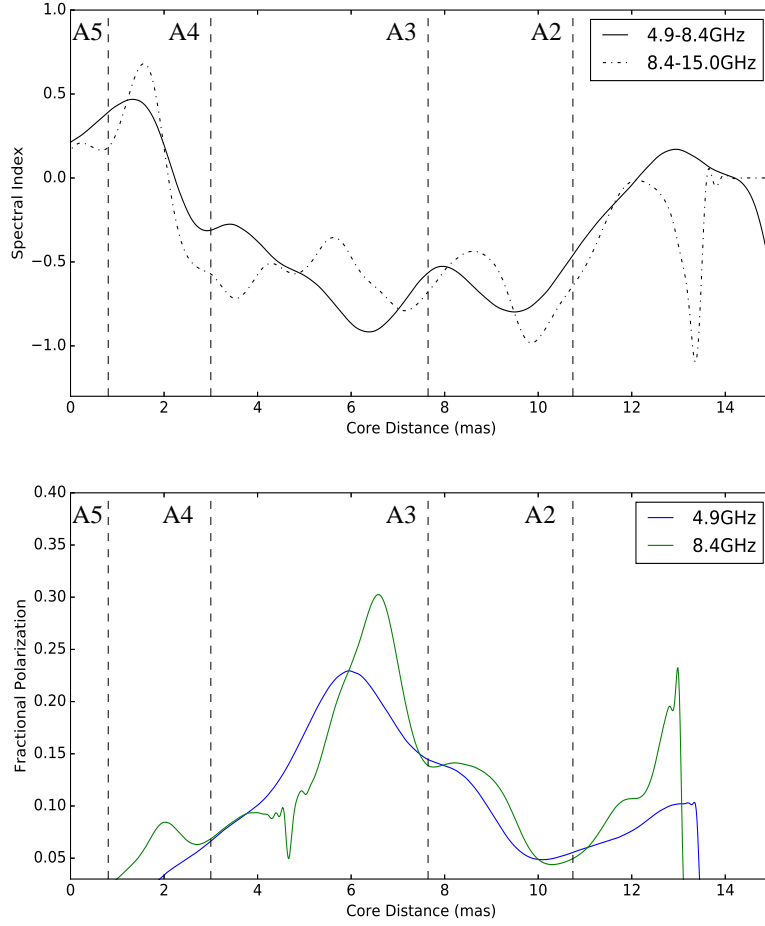 1.0
A5
A4
A3
A2
4.9-8.4GHz
8.4-15.0GHz
0.5
0.0
−0.5
−1.0
Spectral Index
0
2
4
6
8
10
12
14
Core Distance (mas)
0.40
A5
A4
A3
A2
4.9GHz
8.4GHz
0.35
0.30
0.25
0.20
0.15
0.10
0.05
Fractional Polarization
0
2
4
6
8
10
12
14
Core Distance (mas)